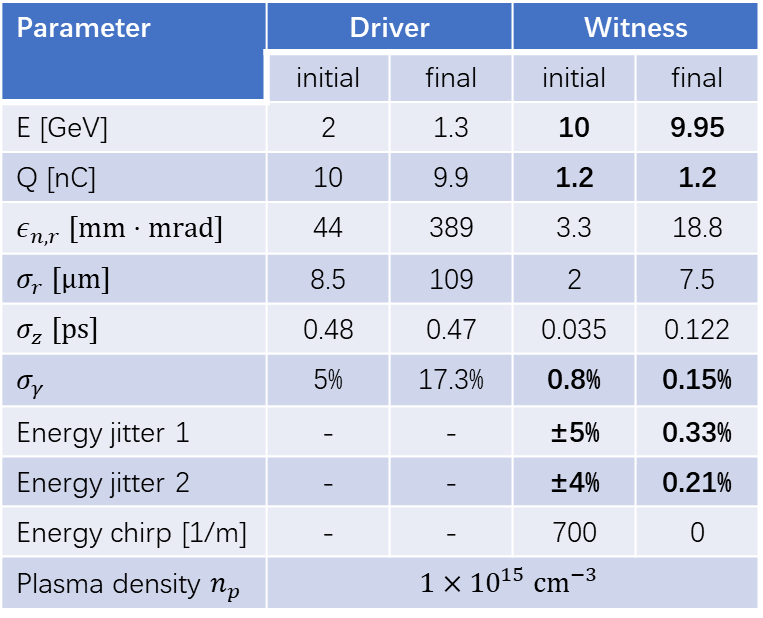 Parameter Driver Witness
initial final initial final
E [GeV] 2 1.3 10 9.95
Q [nC] 10 9.9 1.2 1.2
ϵn,r [mm · mrad] 44 389 3.3 18.8
σr [μm] 8.5 109 2 7.5
σz [ps] 0.48 0.47 0.035 0.122
σγ 5% 17.3% 0.8% 0.15%
Energy jitter 1 - - ±5% 0.33%
Energy jitter 2 - - ±4% 0.21%
Energy chirp [1/m] - - 700 0
Plasma density np 1 × 10¹⁵ cm⁻³